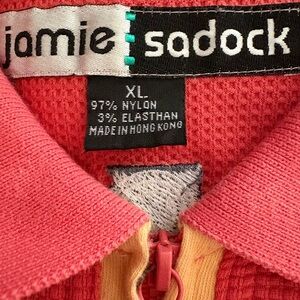 jamie sadock
XL
97% NYLON
3% ELASTHAN
MADE IN HONG KONG